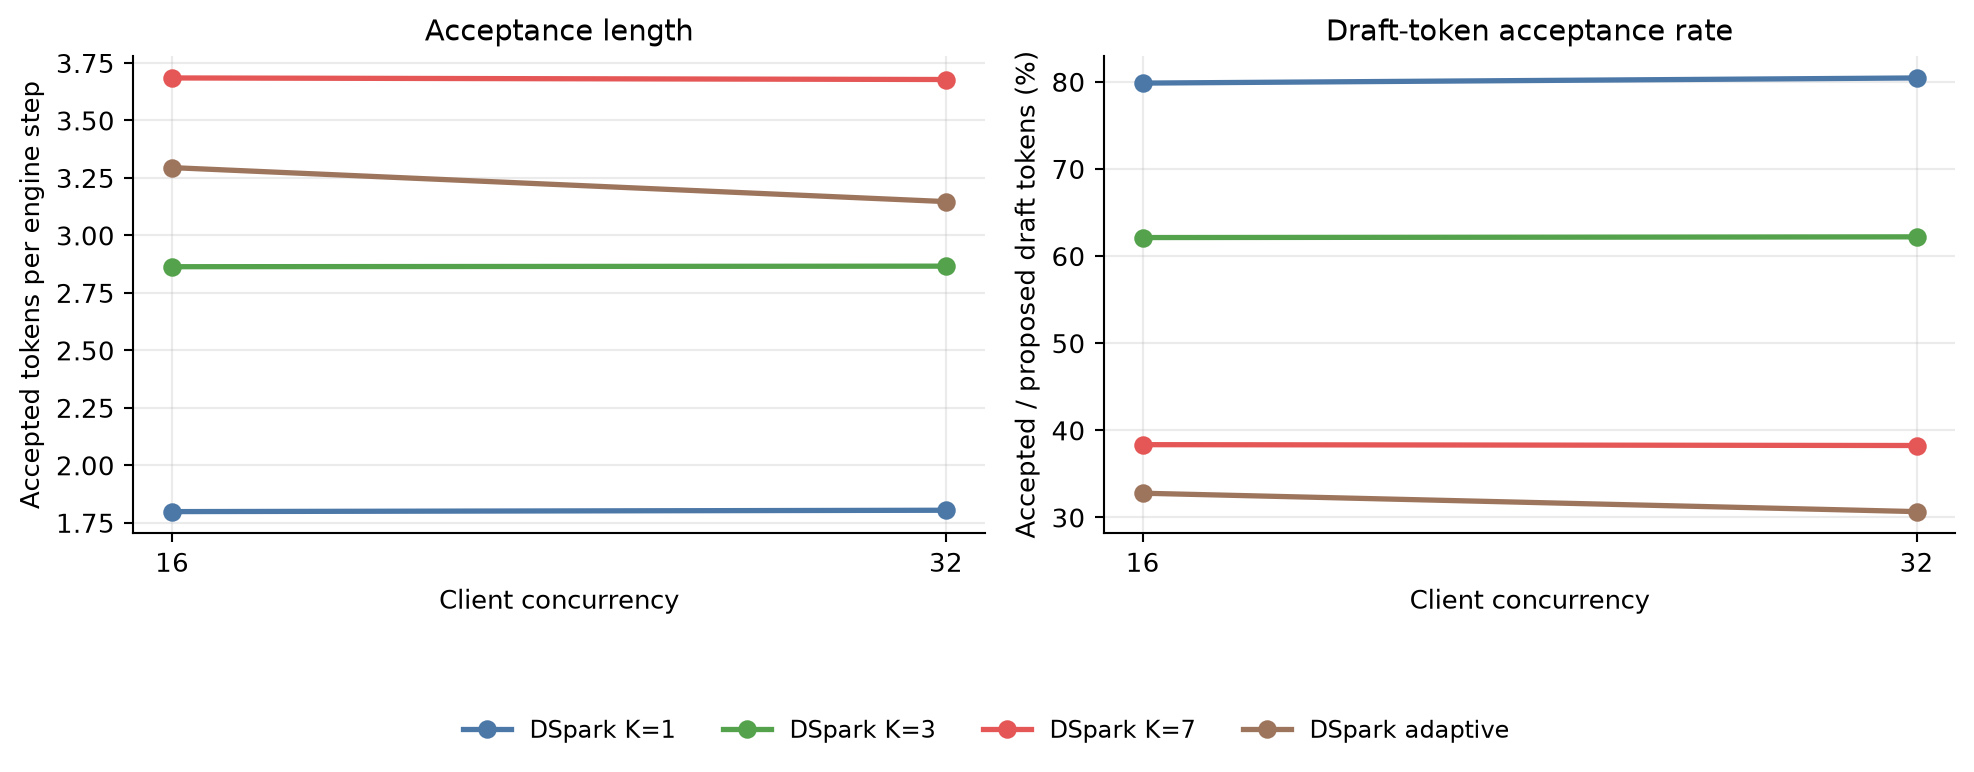 Acceptance length
Accepted tokens per engine step
3.75
3.50
3.25
3.00
2.75
2.50
2.25
2.00
1.75
16
32
Client concurrency
Draft-token acceptance rate
Accepted / proposed draft tokens (%)
80
70
60
50
40
30
16
32
Client concurrency
DSpark K=1
DSpark K=3
DSpark K=7
DSpark adaptive